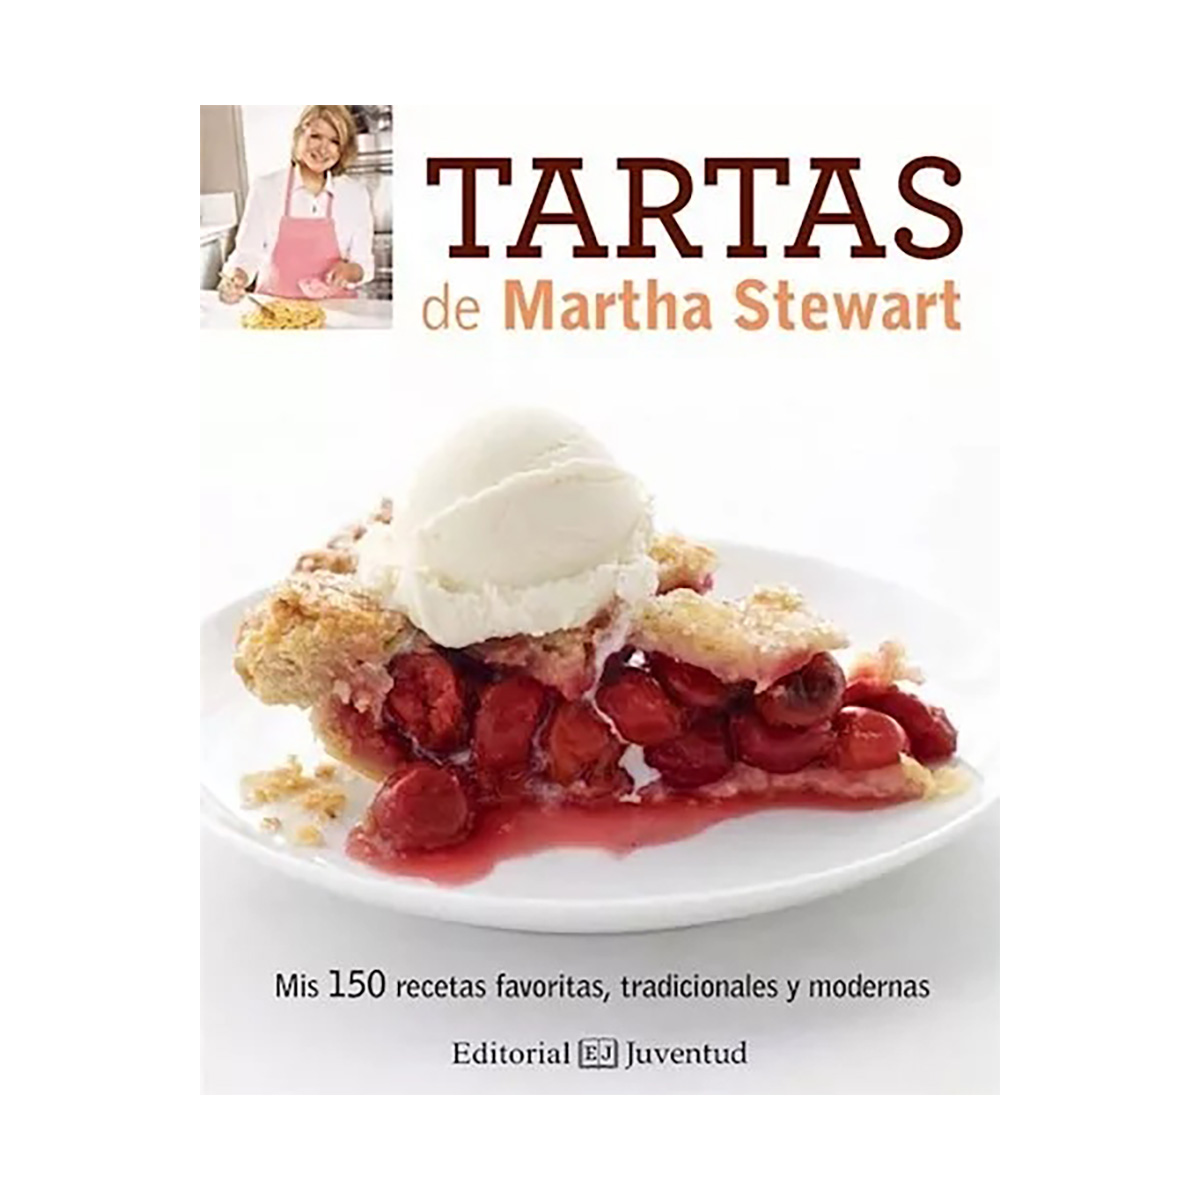 TARTAS
de Martha Stewart
Mis 150 recetas favoritas, tradicionales y modernas
Editorial EJ Juventud